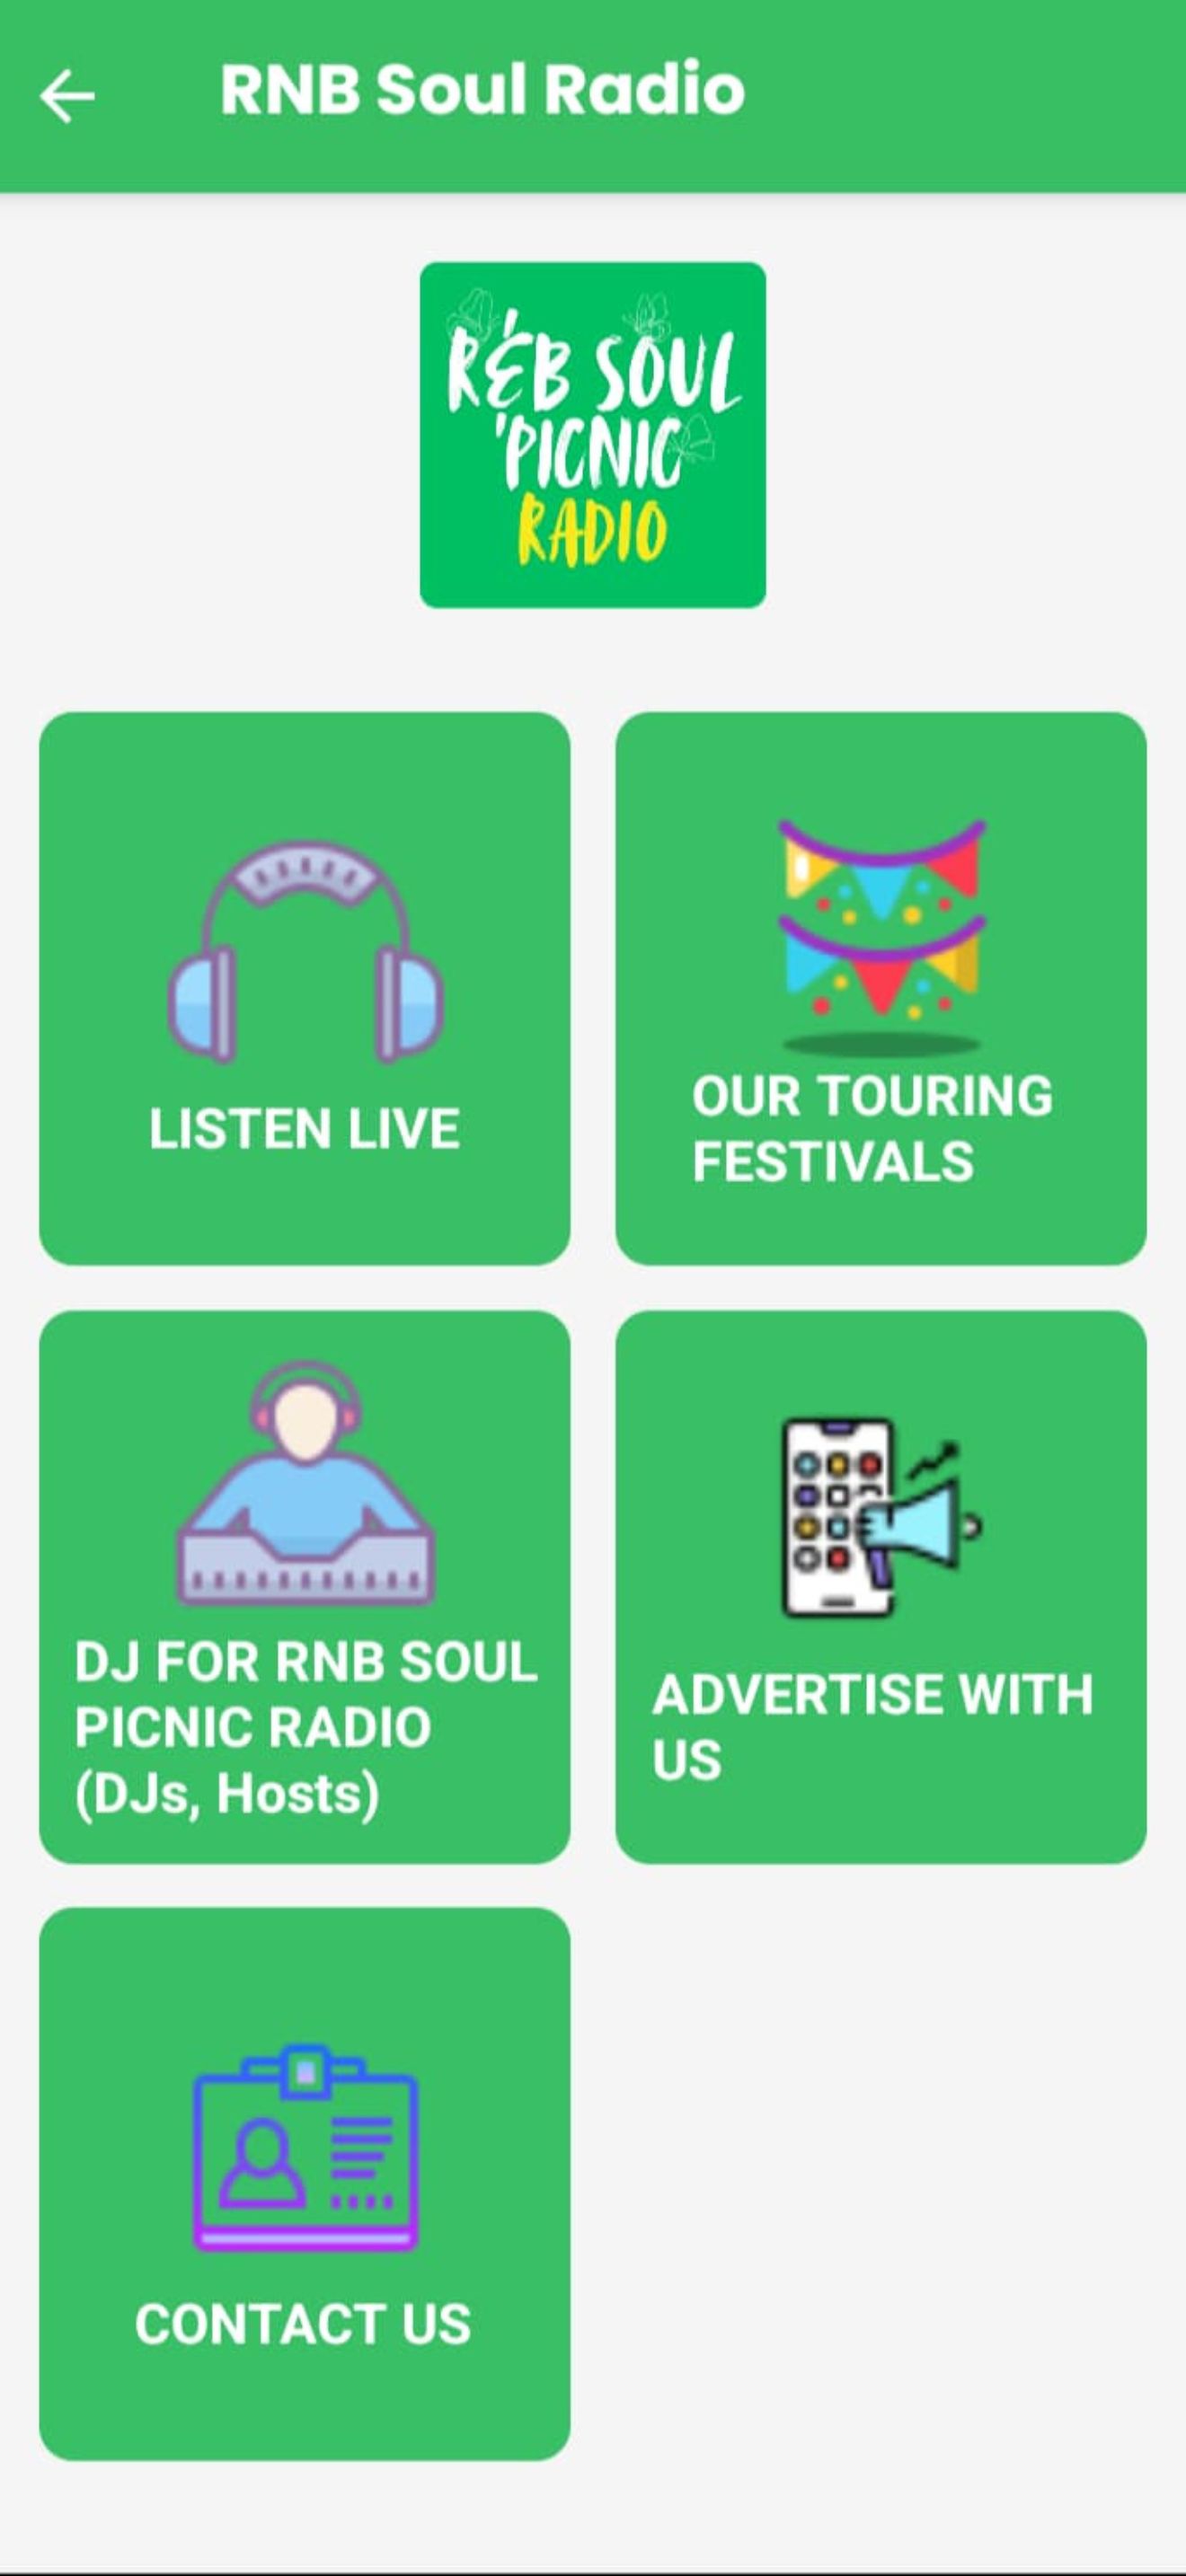 RNB Soul Radio
R&B SOUL
PICNIC
RADIO
LISTEN LIVE
OUR TOURING
FESTIVALS
DJ FOR RNB SOUL
PICNIC RADIO
(DJs, Hosts)
ADVERTISE WITH
US
CONTACT US